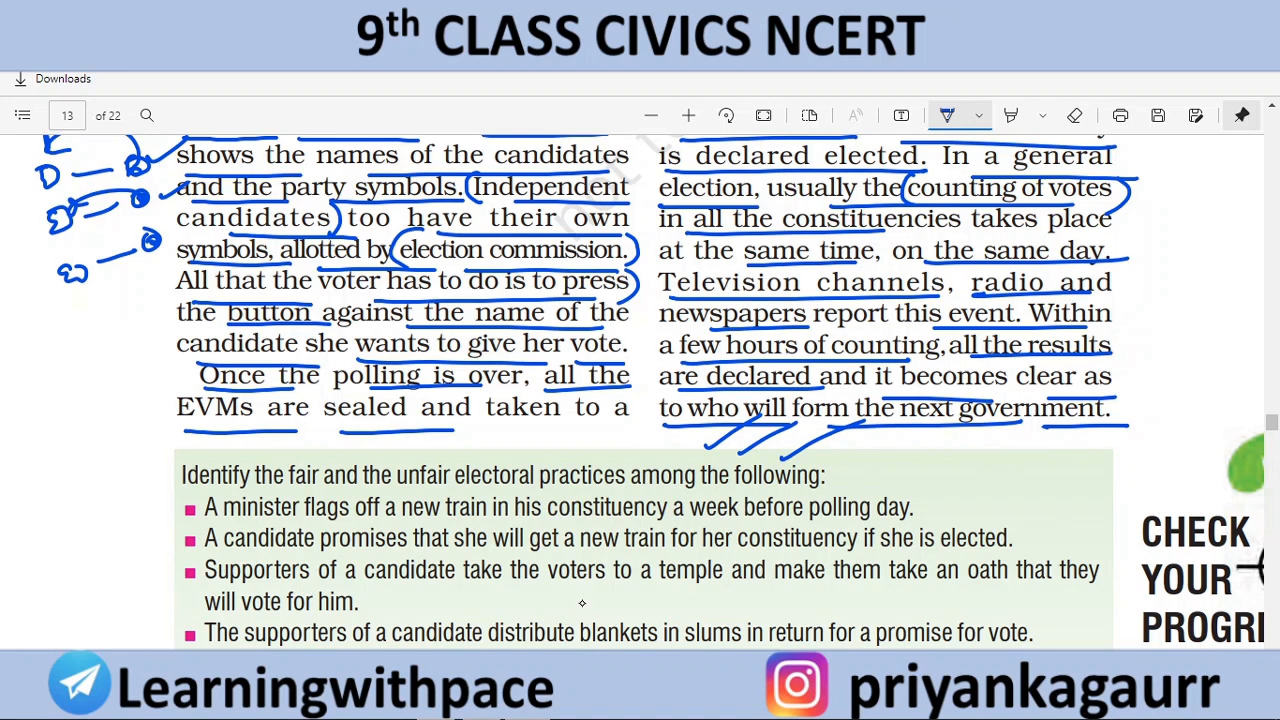 9th CLASS CIVICS NCERT
Downloads
13 of 22
shows the names of the candidates
and the party symbols. Independent
candidates too have their own
symbols, allotted by election commission.
All that the voter has to do is to press
the button against the name of the
candidate she wants to give her vote.
Once the polling is over, all the
EVMs are sealed and taken to a
is declared elected. In a general
election, usually the counting of votes
in all the constituencies takes place
at the same time, on the same day.
Television channels, radio and
newspapers report this event. Within
a few hours of counting, all the results
are declared and it becomes clear as
to who will form the next government.
Identify the fair and the unfair electoral practices among the following:
■ A minister flags off a new train in his constituency a week before polling day.
■ A candidate promises that she will get a new train for her constituency if she is elected.
■ Supporters of a candidate take the voters to a temple and make them take an oath that they
will vote for him.
■ The supporters of a candidate distribute blankets in slums in return for a promise for vote.
CHECK
YOUR
Learningwithpace
priyankagaurr